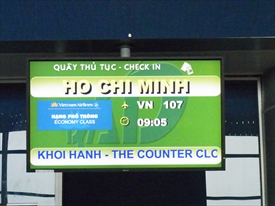 QUẦY THỦ TỤC - CHECK IN
HO CHI MINH
Vietnam Airlines
HẠNG PHỔ THÔNG
ECONOMY CLASS
VN 107
09:05
KHOI HANH - THE COUNTER CLO